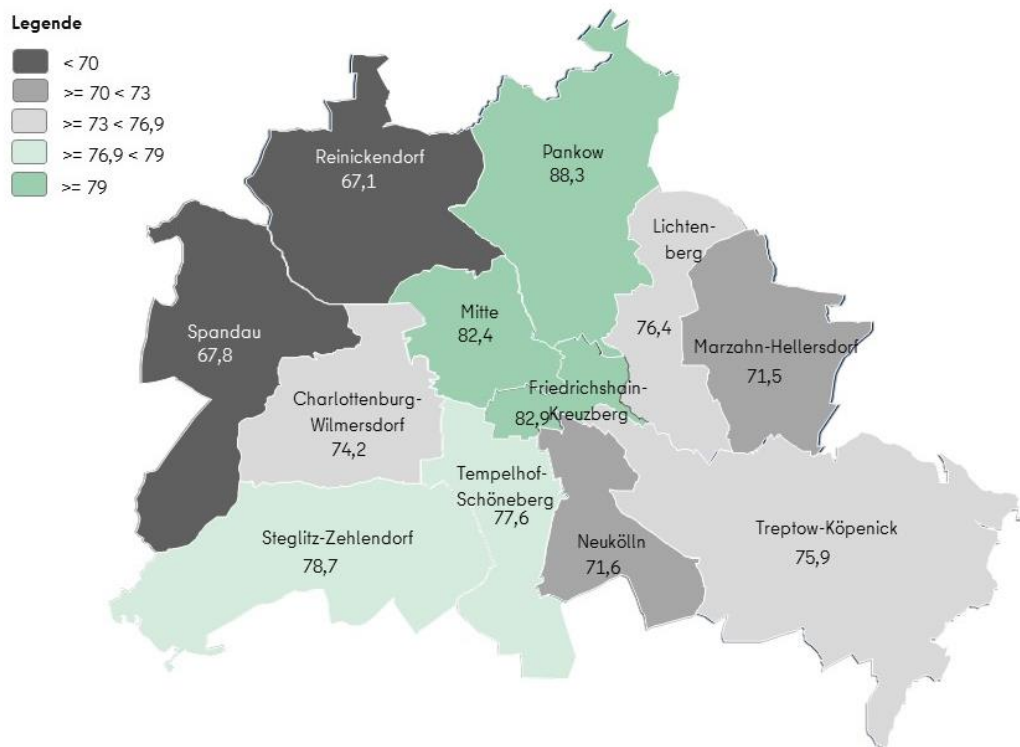 Legende
< 70
>= 70 < 73
>= 73 < 76,9
>= 76,9 < 79
>= 79
Reinickendorf
67,1
Pankow
88,3
Lichten-
berg
76,4
Spandau
67,8
Mitte
82,4
Marzahn-Hellersdorf
71,5
Charlottenburg-
Wilmersdorf
74,2
Friedrichshain-
Kreuzberg
82,9
Tempelhof-
Schöneberg
77,6
Steglitz-Zehlendorf
78,7
Neukölln
71,6
Treptow-Köpenick
75,9